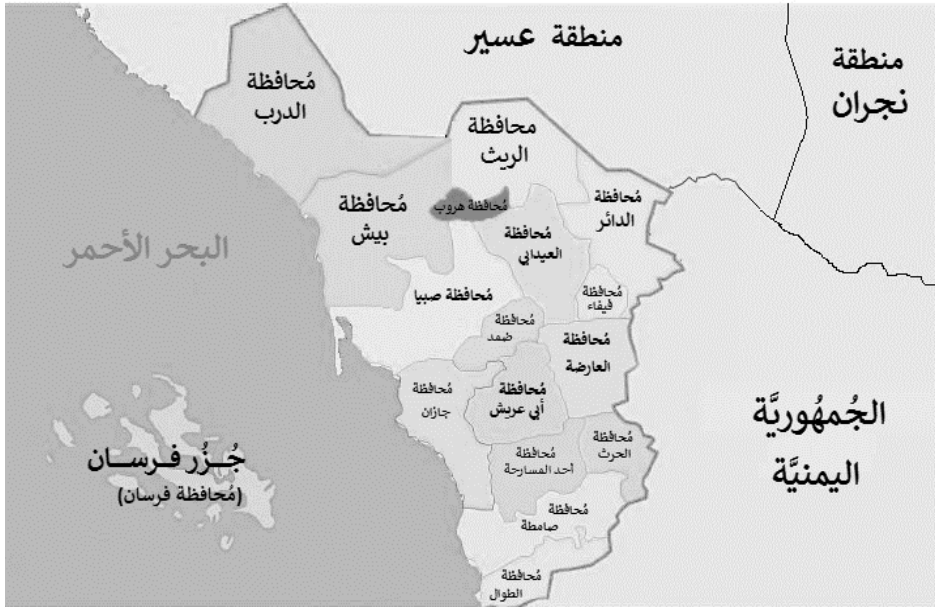 منطقة عسير
منطقة
نجران
مُحافظة
الدرب
محافظة
الريث
مُحافظة
الدائر
مُحافظة هروب
مُحافظة
بيش
مُحافظة
العيدابي
البحر الأحمر
مُحافظة صبيا
مُحافظة
فيفاء
مُحافظة
ضمد
مُحافظة
العارضة
مُحافظة
جازان
مُحافظة
أبي عريش
الجُمهُوريَّة
اليمنيَّة
مُحافظة
الحرث
مُحافظة
أحد المسارحة
جُــزُر فــرســان
(مُحافظة فرسان)
مُحافظة
صامطة
مُحافظة
الطوال